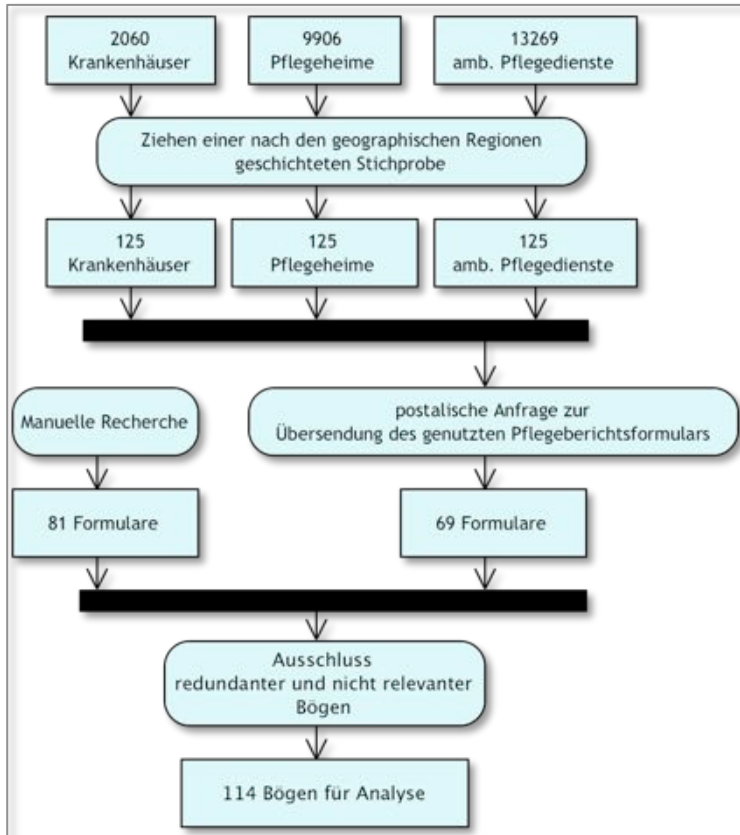 2060
Krankenhäuser
9906
Pflegeheime
13269
amb. Pflegedienste
Ziehen einer nach den geographischen Regionen
geschichteten Stichprobe
125
Krankenhäuser
125
Pflegeheime
125
amb. Pflegedienste
Manuelle Recherche
postalische Anfrage zur
Übersendung des genutzten Pflegeberichtsformulars
81 Formulare
69 Formulare
Ausschluss
redundanter und nicht relevanter
Bögen
114 Bögen für Analyse